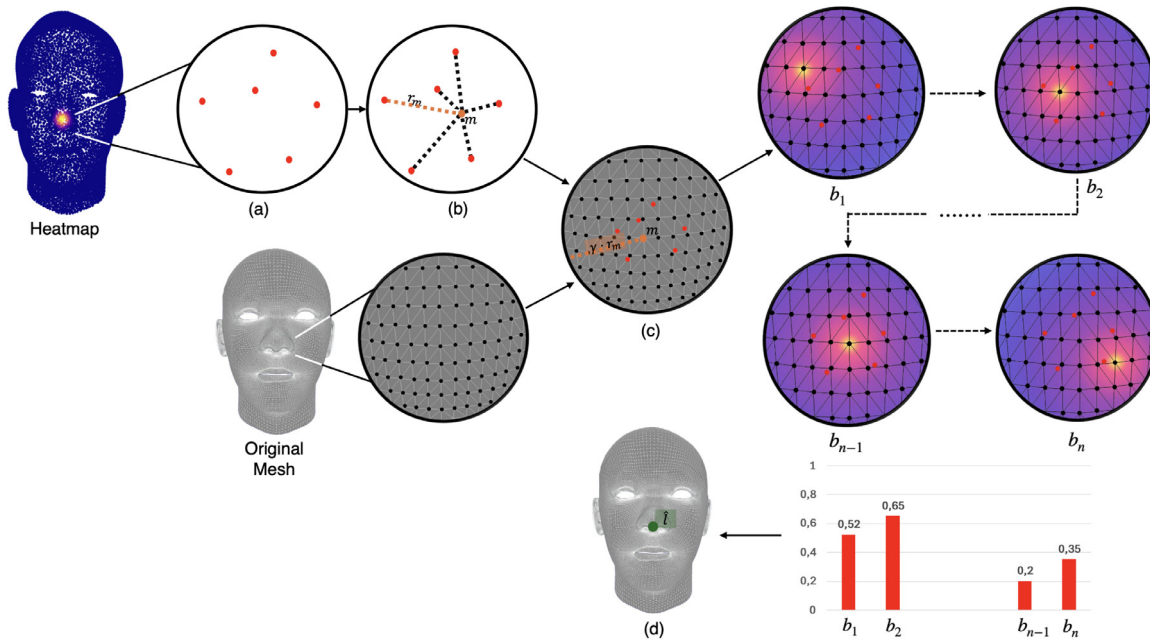 Heatmap
(a)
r_m
m
(b)
Original
Mesh
m
γ · r_m
(c)
b_1
b_2
......
b_{n−1}
b_n
l̂
(d)
1
0,8
0,6
0,4
0,2
0
0,52
0,65
0,2
0,35
b_1
b_2
b_{n−1}
b_n